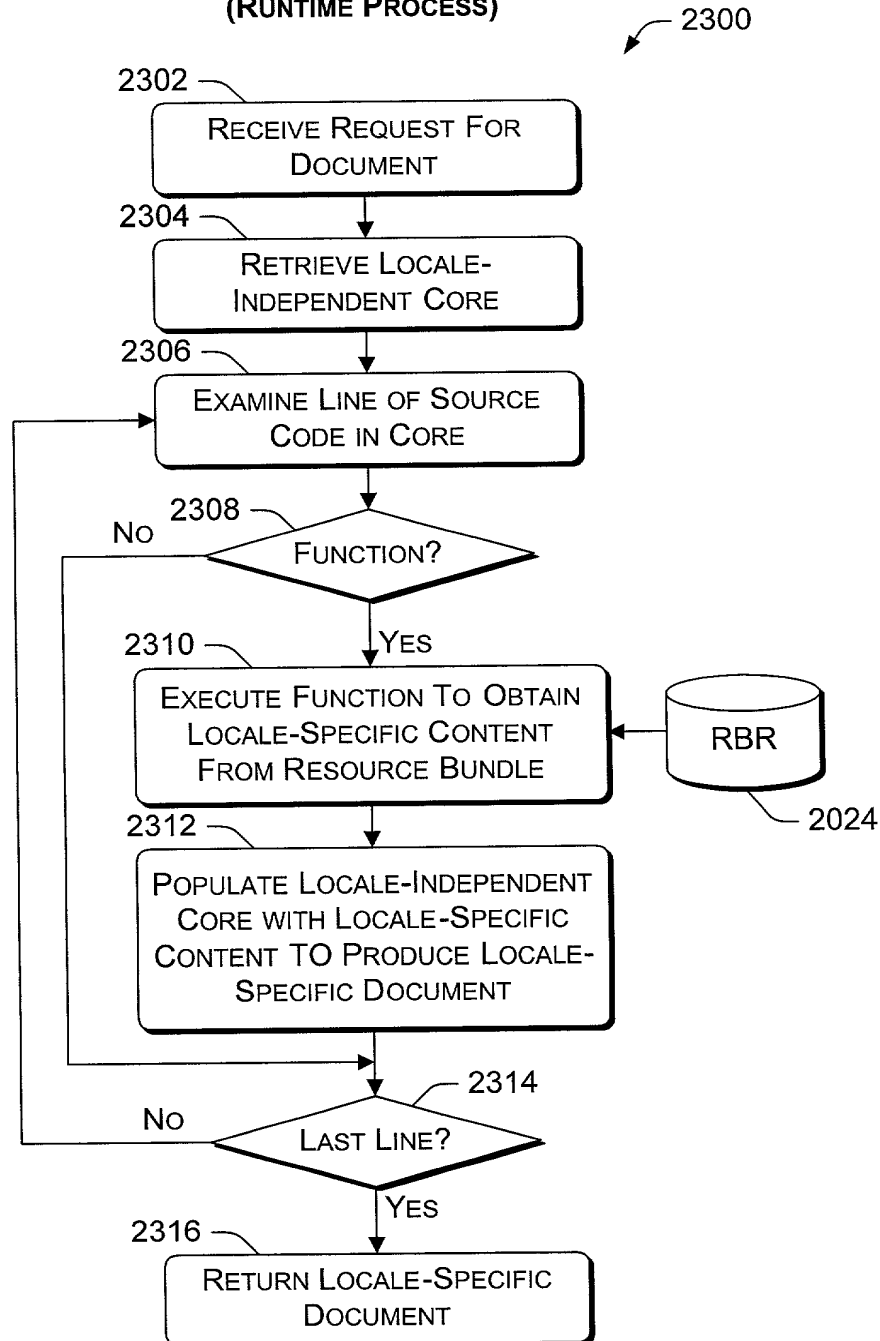 (RUNTIME PROCESS)
2300
2302
RECEIVE REQUEST FOR
DOCUMENT
2304
RETRIEVE LOCALE-
INDEPENDENT CORE
2306
EXAMINE LINE OF SOURCE
CODE IN CORE
2308
NO
FUNCTION?
YES
2310
EXECUTE FUNCTION TO OBTAIN
LOCALE-SPECIFIC CONTENT
FROM RESOURCE BUNDLE
RBR
2024
2312
POPULATE LOCALE-INDEPENDENT
CORE WITH LOCALE-SPECIFIC
CONTENT TO PRODUCE LOCALE-
SPECIFIC DOCUMENT
2314
NO
LAST LINE?
YES
2316
RETURN LOCALE-SPECIFIC
DOCUMENT